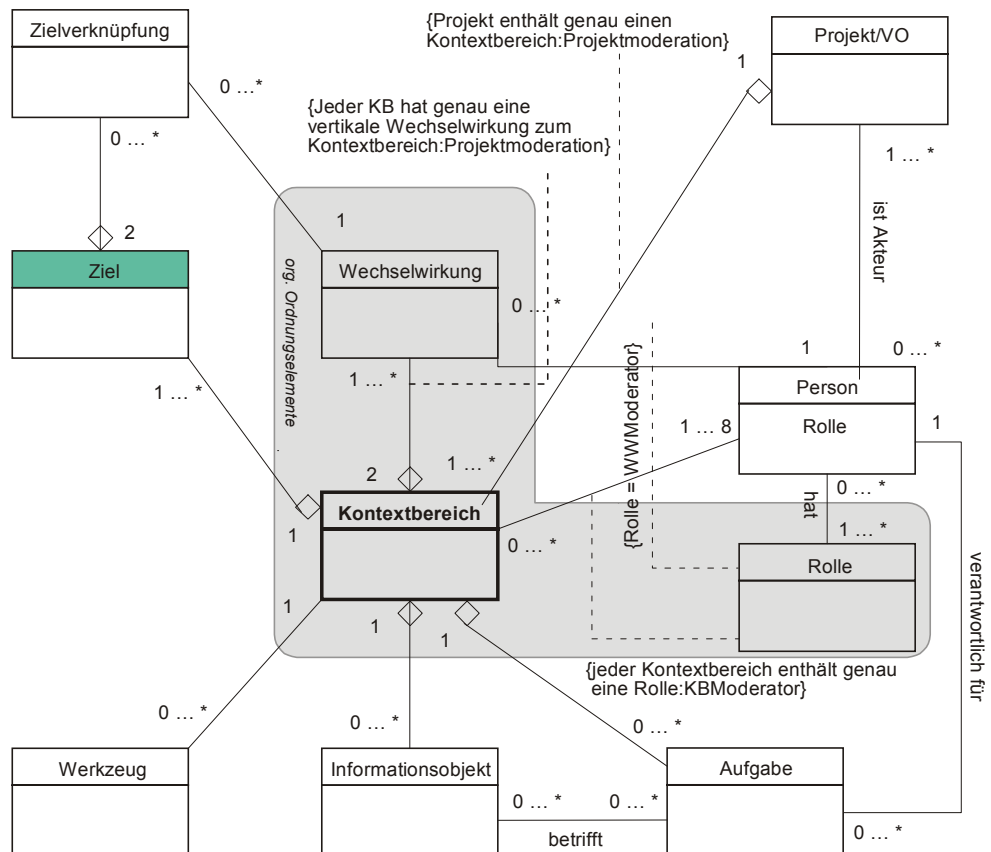 Zielverknüpfung
{Projekt enthält genau einen
Kontextbereich:Projektmoderation}
Projekt/VO
1
0 ...*
{Jeder KB hat genau eine
vertikale Wechselwirkung zum
Kontextbereich:Projektmoderation}
0 ... *
1 ... *
ist Akteur
1
2
Ziel
org. Ordnungselemente
Wechselwirkung
0 ... *
1
0 ... *
1 ... *
1 ... *
{Rolle = WWModerator}
Person
Rolle
1 ... 8
1
2
1 ... *
0 ... *
hat
1 ... *
Kontextbereich
1
0 ... *
Rolle
verantwortlich für
1
1
1
{jeder Kontextbereich enthält genau
eine Rolle:KBModerator}
0 ... *
0 ... *
0 ... *
Werkzeug
Informationsobjekt
Aufgabe
0 ... *
0 ... *
betrifft
0 ... *